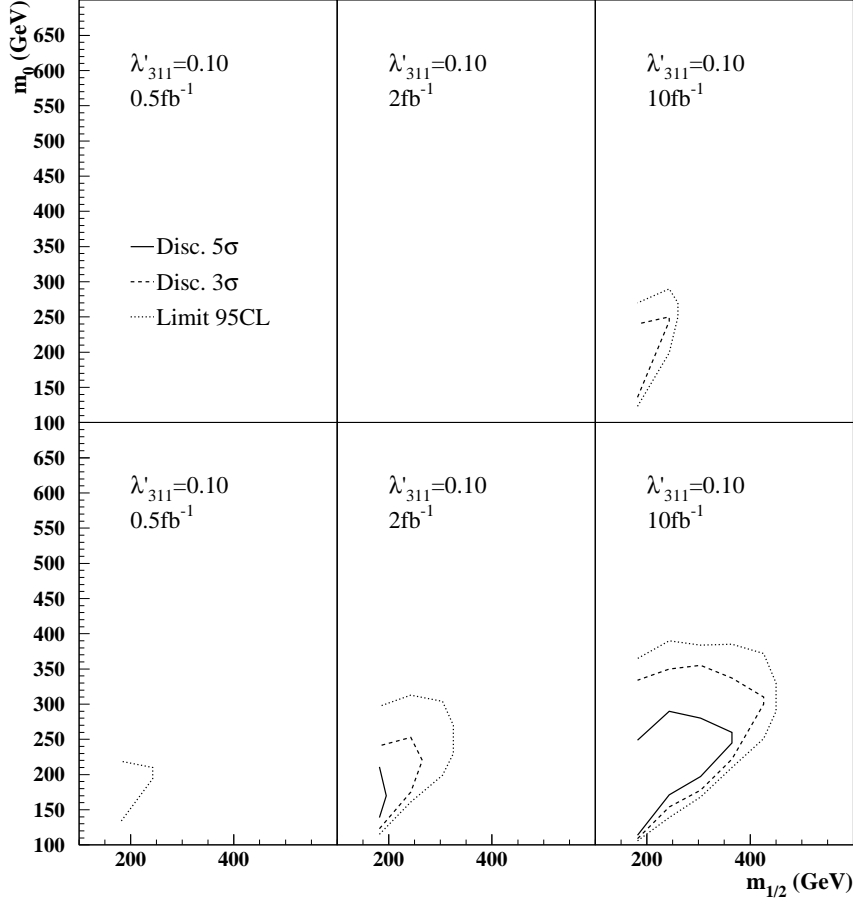 m₀ (GeV)
650
600
550
500
450
400
350
300
250
200
150
100
λ'₃₁₁=0.10
0.5fb⁻¹
Disc. 5σ
Disc. 3σ
Limit 95CL
λ'₃₁₁=0.10
2fb⁻¹
λ'₃₁₁=0.10
10fb⁻¹
650
600
550
500
450
400
350
300
250
200
150
100
λ'₃₁₁=0.10
0.5fb⁻¹
λ'₃₁₁=0.10
2fb⁻¹
λ'₃₁₁=0.10
10fb⁻¹
200 400 200 400 200 400
m₁/₂ (GeV)